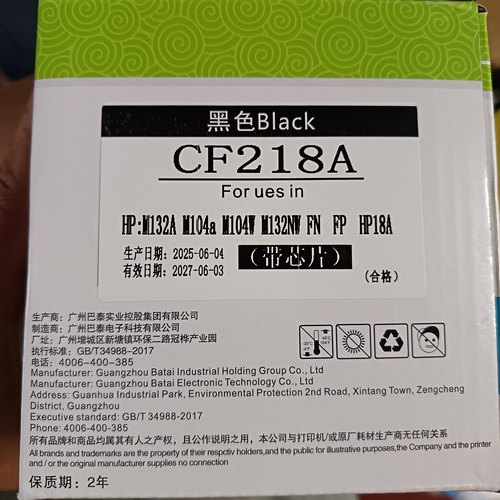 黑色Black
CF218A
For ues in
HP:M132A M104a M104W M132NW FN FP HP18A
生产日期: 2025-06-04
有效日期: 2027-06-03
(带芯片)
(合格)
生产商: 广州巴泰实业控股集团有限公司
制造商: 广州巴泰电子科技有限公司
厂址: 广州增城区新塘镇环保二路冠桦产业园
执行标准: GB/T34988-2017
电话: 4006-400-385
Manufacturer: Guangzhou Batai Industrial Holding Group Co., Ltd.
Manufacturer: Guangzhou Batai Electronic Technology Co., Ltd.
Address: Guanhua Industrial Park, Environmental Protection 2nd Road, Xintang Town, Zengcheng
District, Guangzhou
Executive standard: GB/T 34988-2017
Phone: 4006-400-385
所有品牌和商品均属其有人之产权，且公作说明之用，本公司与打印机/或原厂耗材生产商无任何关系
All brands and trademarks are the property of their respctiv holders,and the public for illustrative purposes,the Company and the printer
and / or the original manufacturer supplies no connection
保质期: 2年